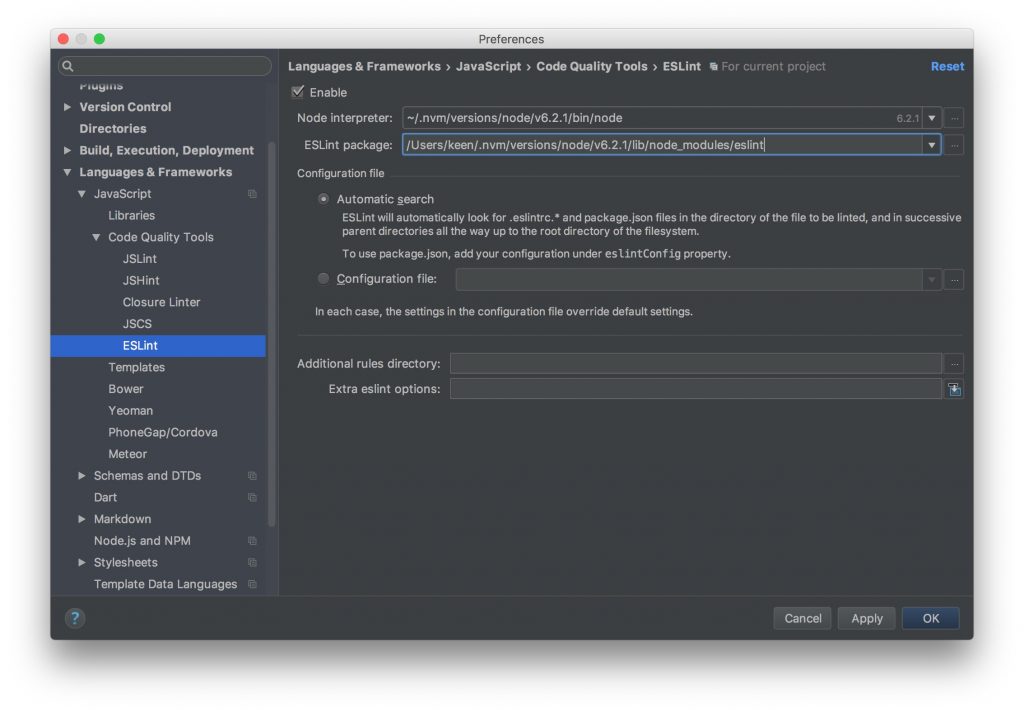 Preferences
Plugins
Version Control
Directories
Build, Execution, Deployment
Languages & Frameworks
JavaScript
Libraries
Code Quality Tools
JSLint
JSHint
Closure Linter
JSCS
ESLint
Templates
Bower
Yeoman
PhoneGap/Cordova
Meteor
Schemas and DTDs
Dart
Markdown
Node.js and NPM
Stylesheets
Template Data Languages
Languages & Frameworks › JavaScript › Code Quality Tools › ESLint For current project Reset
Enable
Node interpreter: ~/.nvm/versions/node/v6.2.1/bin/node 6.2.1 ...
ESLint package: /Users/keen/.nvm/versions/node/v6.2.1/lib/node_modules/eslint ...
Configuration file
Automatic search
ESLint will automatically look for .eslintrc.* and package.json files in the directory of the file to be linted, and in successive
parent directories all the way up to the root directory of the filesystem.
To use package.json, add your configuration under eslintConfig property.
Configuration file: ...
In each case, the settings in the configuration file override default settings.
Additional rules directory: ...
Extra eslint options:
? Cancel Apply OK